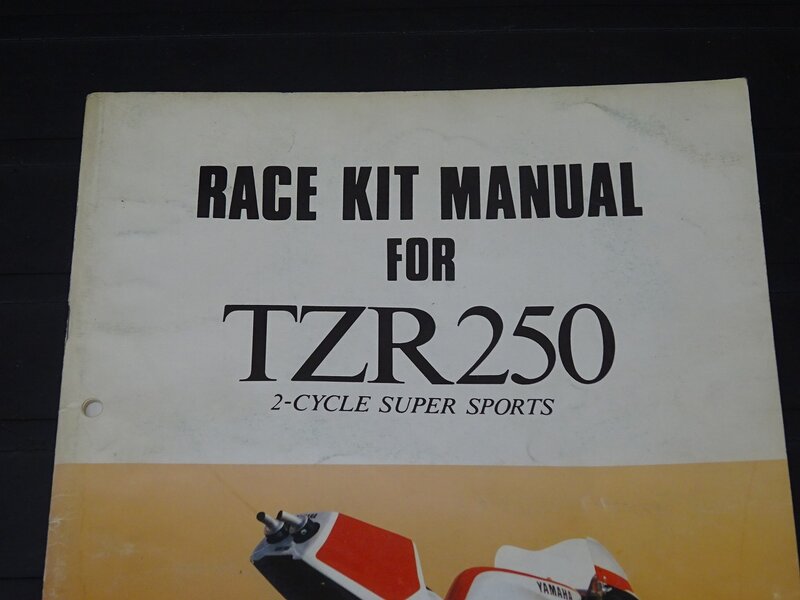 RACE KIT MANUAL
FOR
TZR250
2-CYCLE SUPER SPORTS
YAMAHA